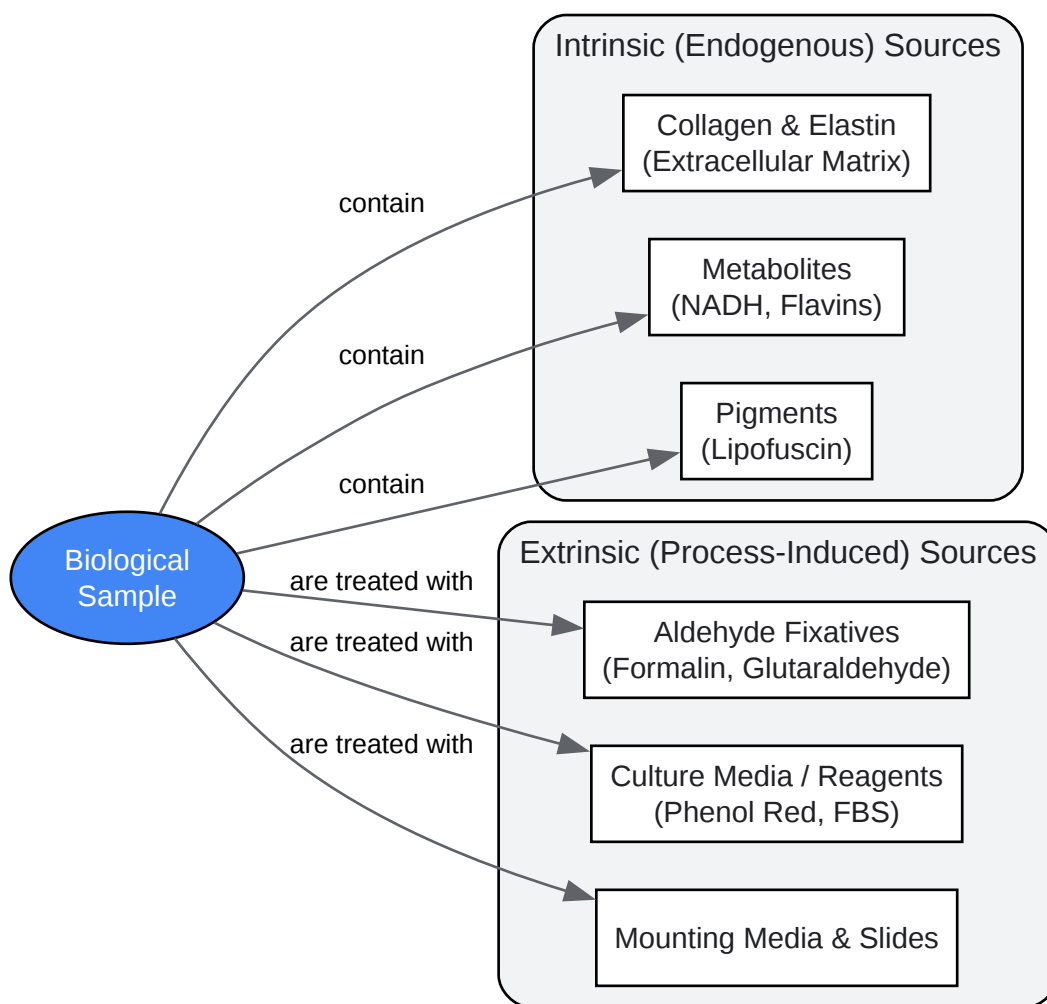 Intrinsic (Endogenous) Sources
Collagen & Elastin
(Extracellular Matrix)
contain
Metabolites
(NADH, Flavins)
contain
Pigments
(Lipofuscin)
contain
Biological
Sample
Extrinsic (Process-Induced) Sources
are treated with
Aldehyde Fixatives
(Formalin, Glutaraldehyde)
are treated with
Culture Media / Reagents
(Phenol Red, FBS)
are treated with
Mounting Media & Slides